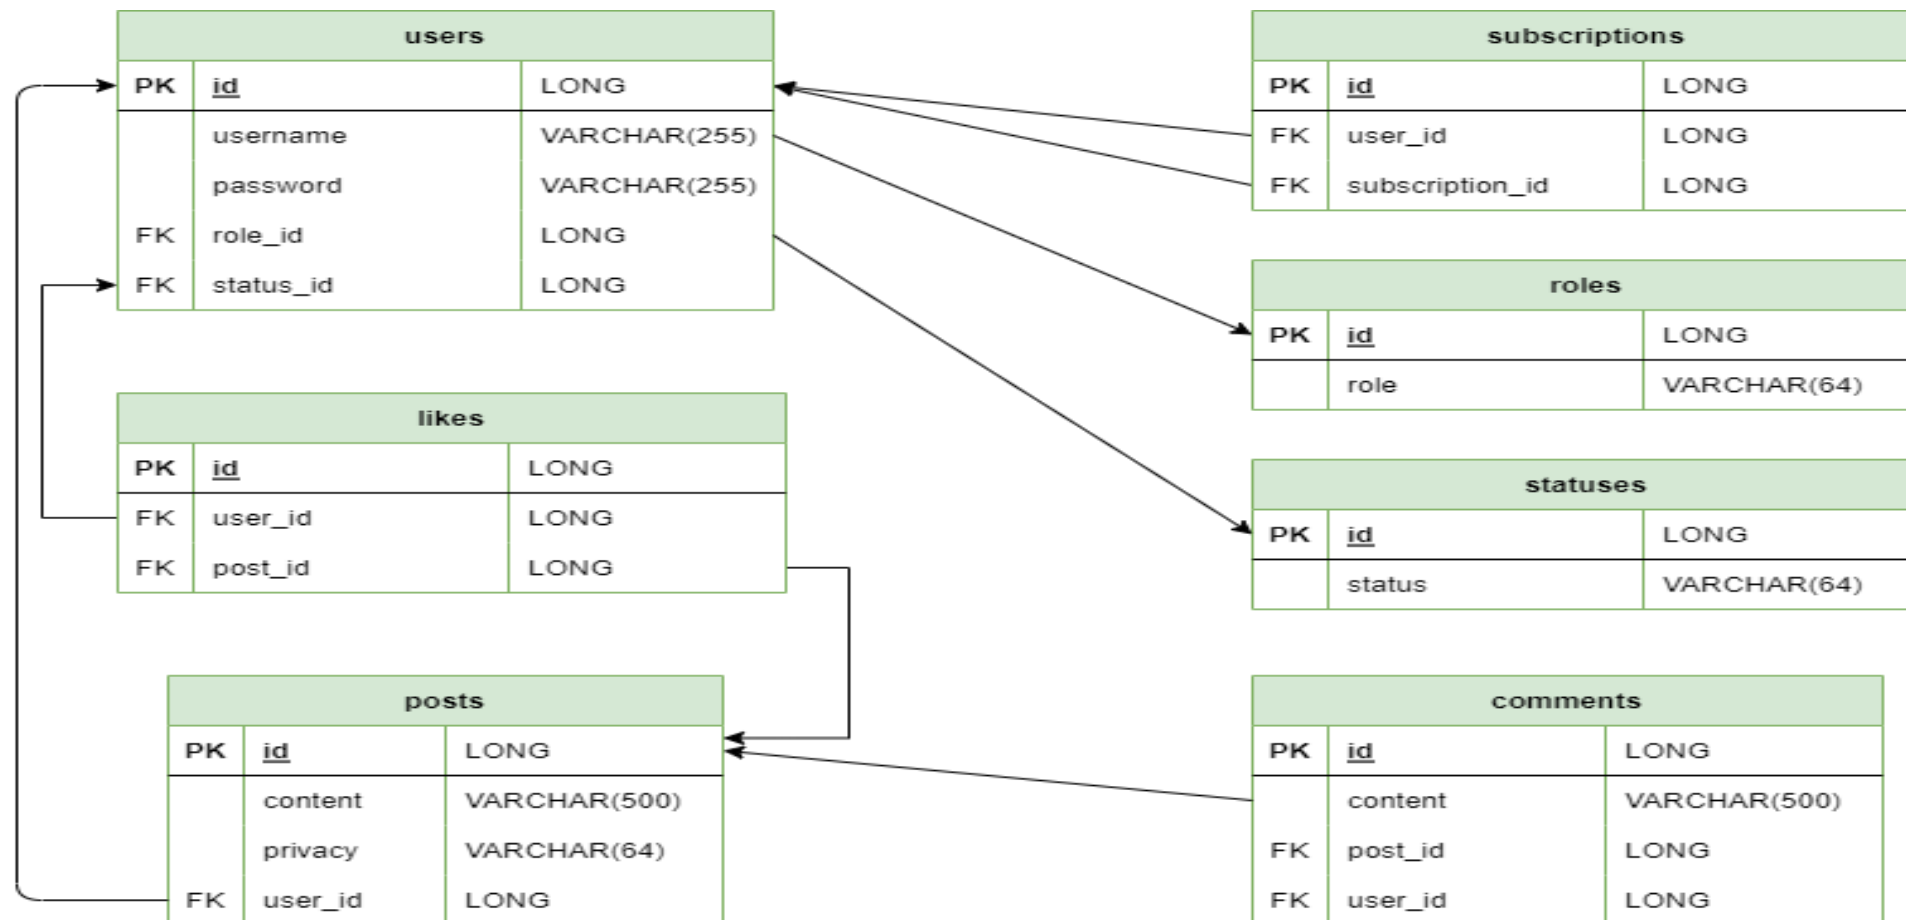 users
PK id LONG
username VARCHAR(255)
password VARCHAR(255)
FK role_id LONG
FK status_id LONG
subscriptions
PK id LONG
FK user_id LONG
FK subscription_id LONG
roles
PK id LONG
role VARCHAR(64)
likes
PK id LONG
FK user_id LONG
FK post_id LONG
statuses
PK id LONG
status VARCHAR(64)
posts
PK id LONG
content VARCHAR(500)
privacy VARCHAR(64)
FK user_id LONG
comments
PK id LONG
content VARCHAR(500)
FK post_id LONG
FK user_id LONG